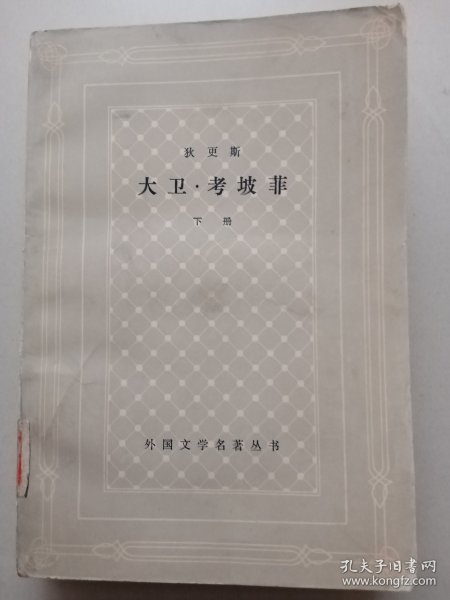 狄更斯
大卫·考坡菲
下册
外国文学名著丛书
孔夫子旧书网
www.kongfz.com